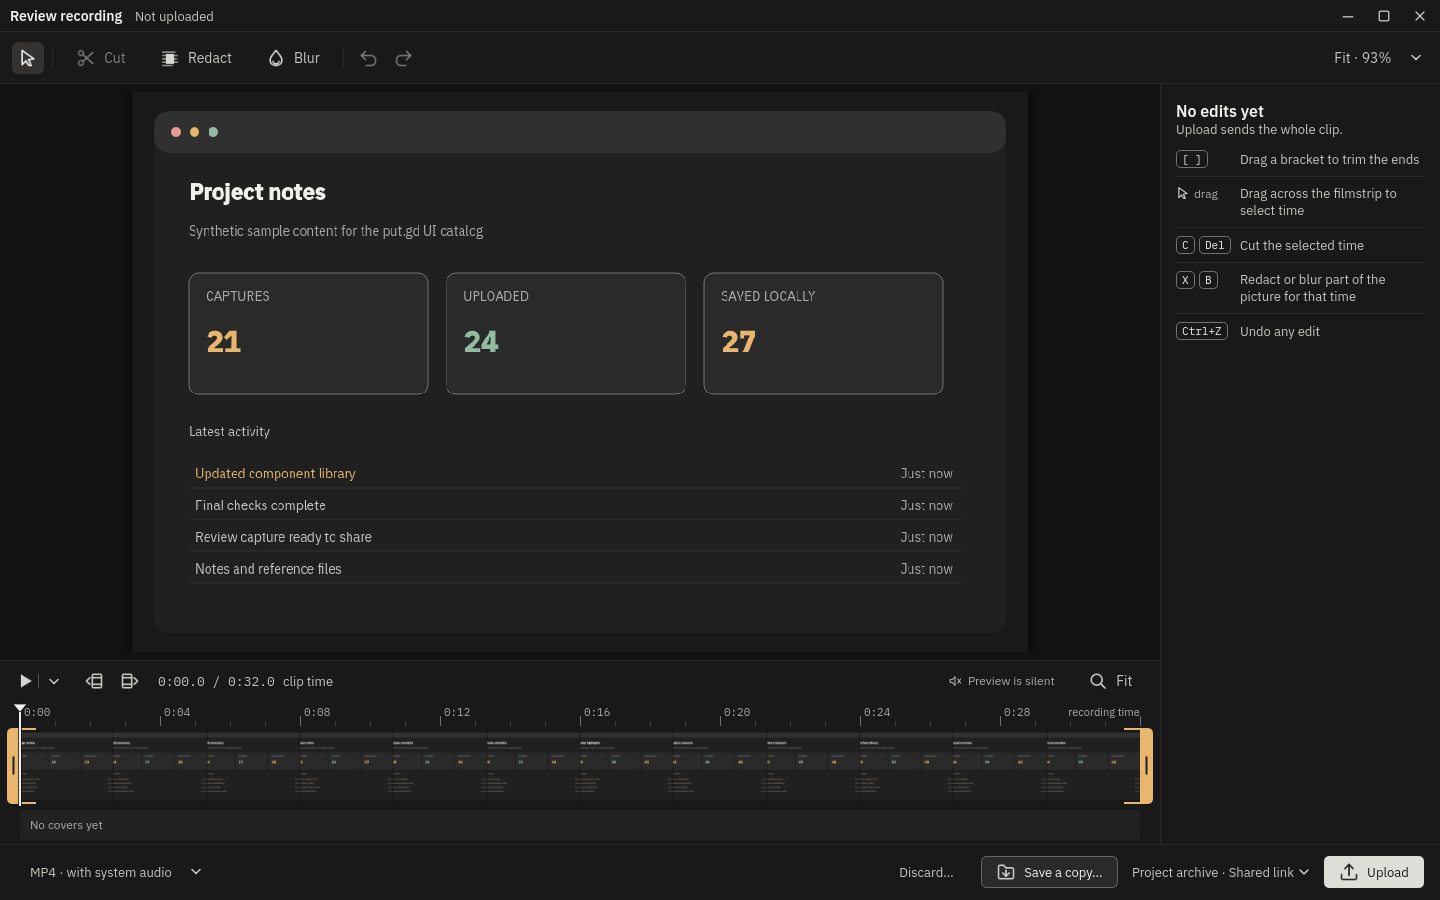 Review recording Not uploaded
Cut Redact Blur Fit · 93%
Project notes
Synthetic sample content for the put.gd UI catalog
CAPTURES UPLOADED SAVED LOCALLY
21 24 27
Latest activity
Updated component library Just now
Final checks complete Just now
Review capture ready to share Just now
Notes and reference files Just now
No edits yet
Upload sends the whole clip.
[ ] Drag a bracket to trim the ends
drag Drag across the filmstrip to
select time
C Del Cut the selected time
X B Redact or blur part of the
picture for that time
Ctrl+Z Undo any edit
0:00.0 / 0:32.0 clip time Preview is silent Fit
0:00 0:04 0:08 0:12 0:16 0:20 0:24 0:28 recording time
No covers yet
MP4 · with system audio Discard... Save a copy... Project archive · Shared link Upload